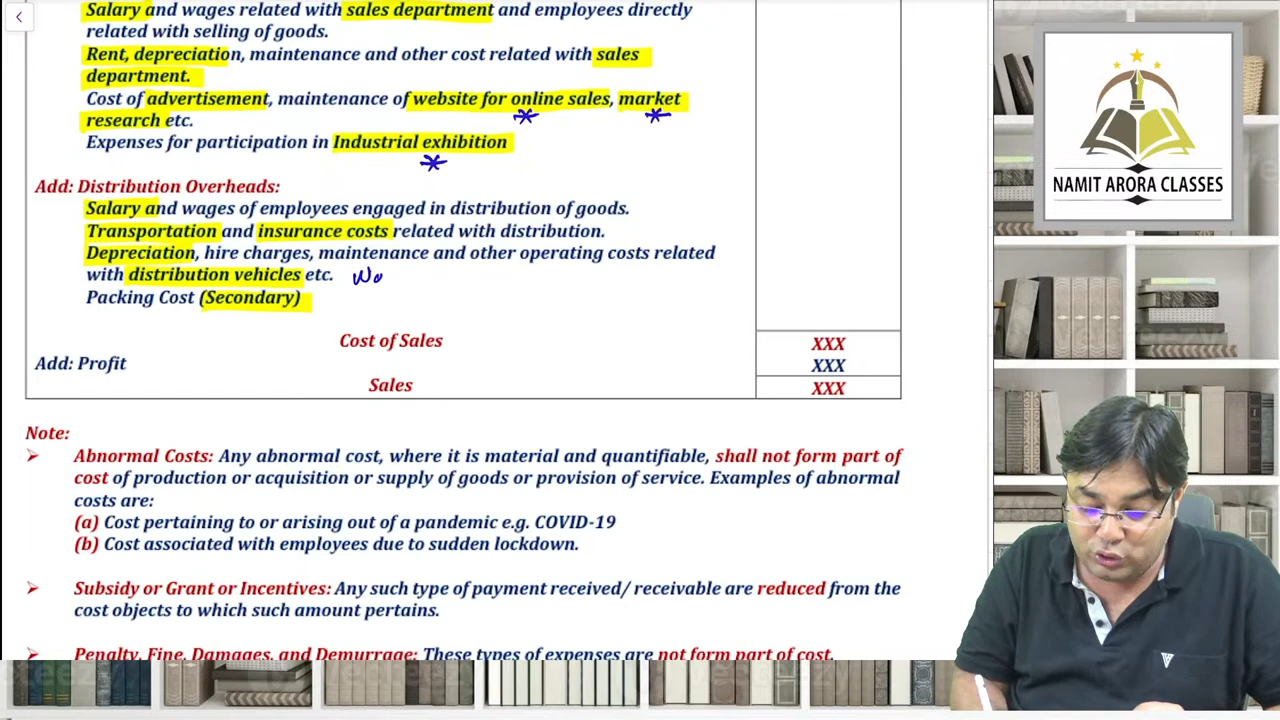 Salary and wages related with sales department and employees directly
related with selling of goods.
Rent, depreciation, maintenance and other cost related with sales
department.
Cost of advertisement, maintenance of website for online sales, market
research etc.
Expenses for participation in Industrial exhibition
Add: Distribution Overheads:
Salary and wages of employees engaged in distribution of goods.
Transportation and insurance costs related with distribution.
Depreciation, hire charges, maintenance and other operating costs related
with distribution vehicles etc.
Packing Cost (Secondary)
Cost of Sales XXX
Add: Profit XXX
Sales XXX
Note:
➢ Abnormal Costs: Any abnormal cost, where it is material and quantifiable, shall not form part of
cost of production or acquisition or supply of goods or provision of service. Examples of abnormal
costs are:
(a) Cost pertaining to or arising out of a pandemic e.g. COVID-19
(b) Cost associated with employees due to sudden lockdown.
➢ Subsidy or Grant or Incentives: Any such type of payment received/ receivable are reduced from the
cost objects to which such amount pertains.
➢ Penalty, Fine, Damages, and Demurrage: These types of expenses are not form part of cost.
NAMIT ARORA CLASSES